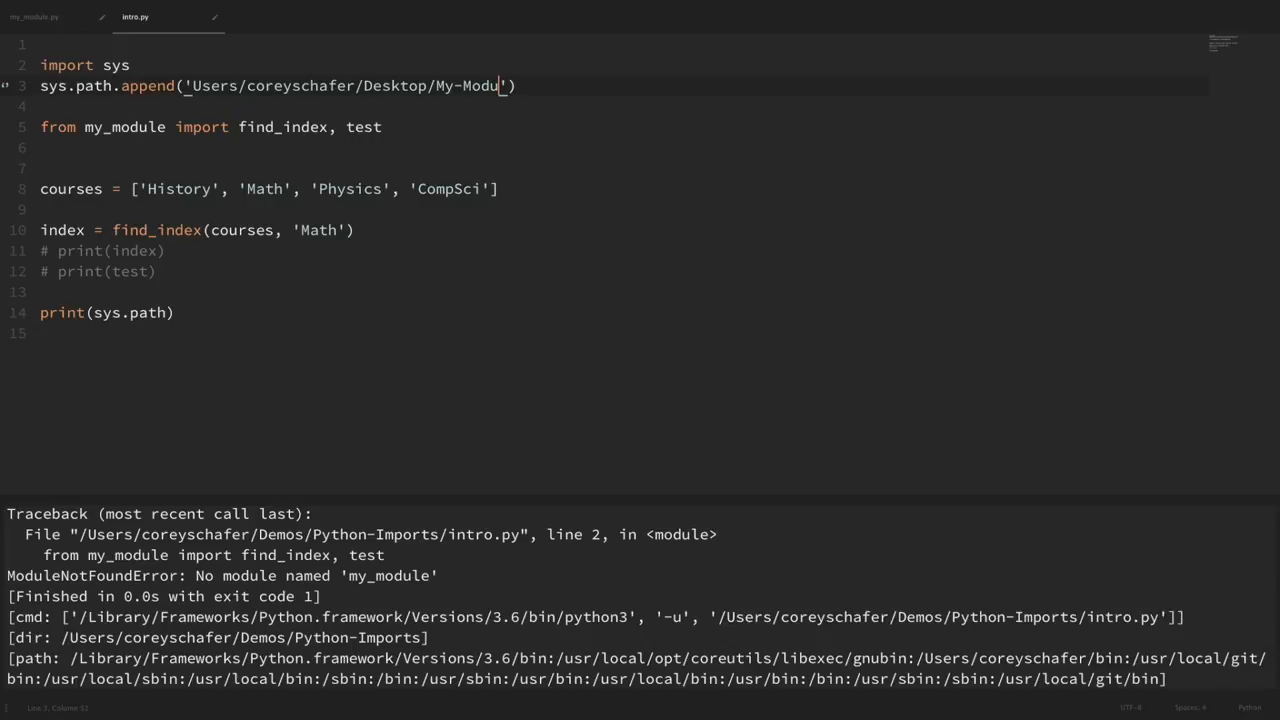 my_module.py
intro.py
1
2 import sys
3 sys.path.append('Users/coreyschafer/Desktop/My-Modu')
4
5 from my_module import find_index, test
6
7
8 courses = ['History', 'Math', 'Physics', 'CompSci']
9
10 index = find_index(courses, 'Math')
11 # print(index)
12 # print(test)
13
14 print(sys.path)
15
Traceback (most recent call last):
File "/Users/coreyschafer/Demos/Python-Imports/intro.py", line 2, in <module>
from my_module import find_index, test
ModuleNotFoundError: No module named 'my_module'
[Finished in 0.0s with exit code 1]
[cmd: ['/Library/Frameworks/Python.framework/Versions/3.6/bin/python3', '-u', '/Users/coreyschafer/Demos/Python-Imports/intro.py']]
[dir: /Users/coreyschafer/Demos/Python-Imports]
[path: /Library/Frameworks/Python.framework/Versions/3.6/bin:/usr/local/opt/coreutils/libexec/gnubin:/Users/coreyschafer/bin:/usr/local/git/
bin:/usr/local/sbin:/usr/local/bin:/sbin:/bin:/usr/sbin:/usr/bin:/usr/local/bin:/usr/bin:/bin:/usr/sbin:/sbin:/usr/local/git/bin]
Line 3, Column 52
UTF-8
Spaces: 4
Python